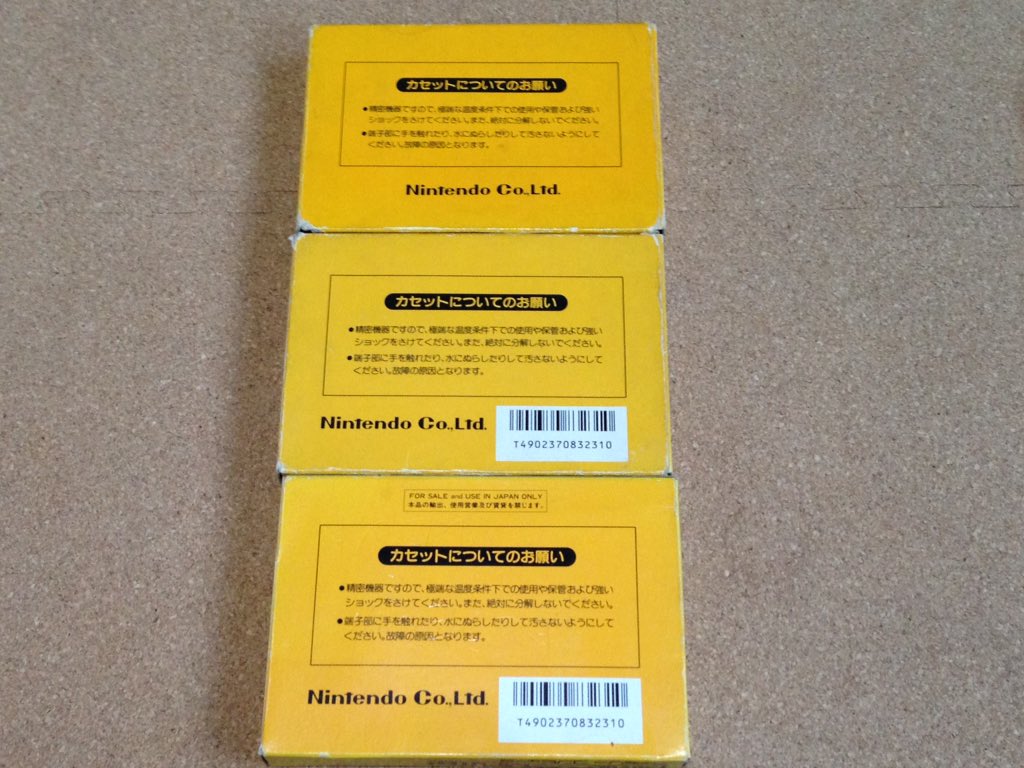 カセットについてのお願い
●精密機器ですので、極端な温度条件下での使用や保管および強い
ショックをさけてください。また、絶対に分解しないでください。
●端子部に手を触れたり、水にぬらしたりして汚さないようにして
ください。故障の原因となります。
Nintendo Co.,Ltd.
カセットについてのお願い
●精密機器ですので、極端な温度条件下での使用や保管および強い
ショックをさけてください。また、絶対に分解しないでください。
●端子部に手を触れたり、水にぬらしたりして汚さないようにして
ください。故障の原因となります。
Nintendo Co.,Ltd.
T4902370832310
FOR SALE and USE IN JAPAN ONLY
本品の輸出、使用営業及び賃貸を禁じます。
カセットについてのお願い
●精密機器ですので、極端な温度条件下での使用や保管および強い
ショックをさけてください。また、絶対に分解しないでください。
●端子部に手を触れたり、水にぬらしたりして汚さないようにして
ください。故障の原因となります。
Nintendo Co.,Ltd.
T4902370832310